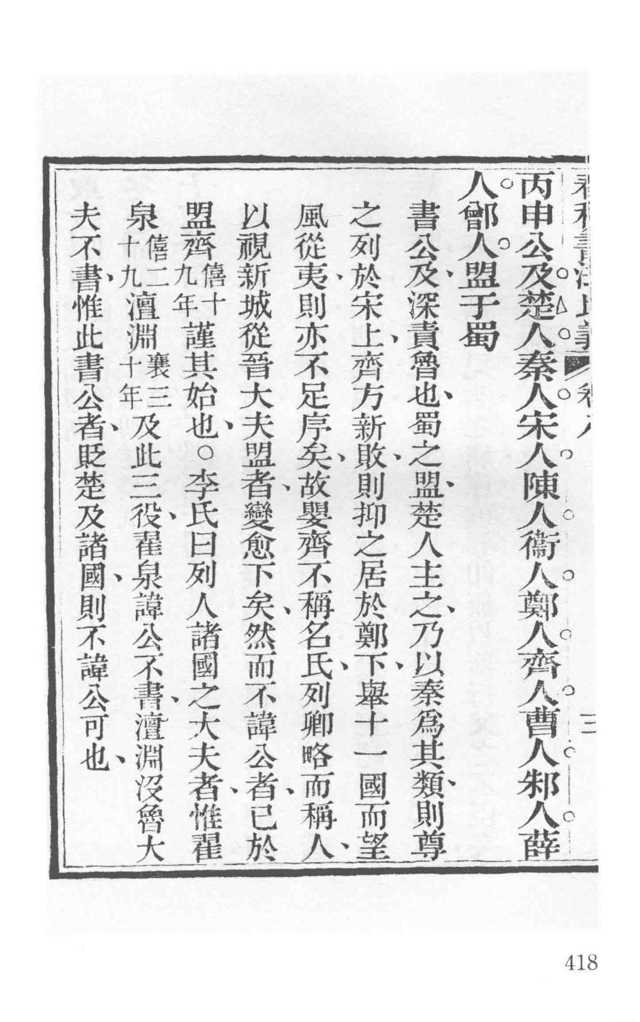 丙申公及楚人秦人宋人陳人衞人鄭人齊人曹人邾人薛
人鄫人盟于蜀
書公及深責魯也蜀之盟楚人主之乃以秦爲其類則尊
之列於宋上齊方新敗則抑之居於鄭下舉十一國而望
風從夷則亦不足序矣故嬰齊不稱名氏列卿略而稱人
以視新城從晉大夫盟者變愈下矣然而不諱公者已於
盟齊僖十九年謹其始也○李氏曰列人諸國之大夫者惟翟
泉僖二十九澶淵襄三十年及此三役翟泉諱公不書澶淵沒魯大
夫不書惟此書公者貶楚及諸國則不諱公可也
三
418